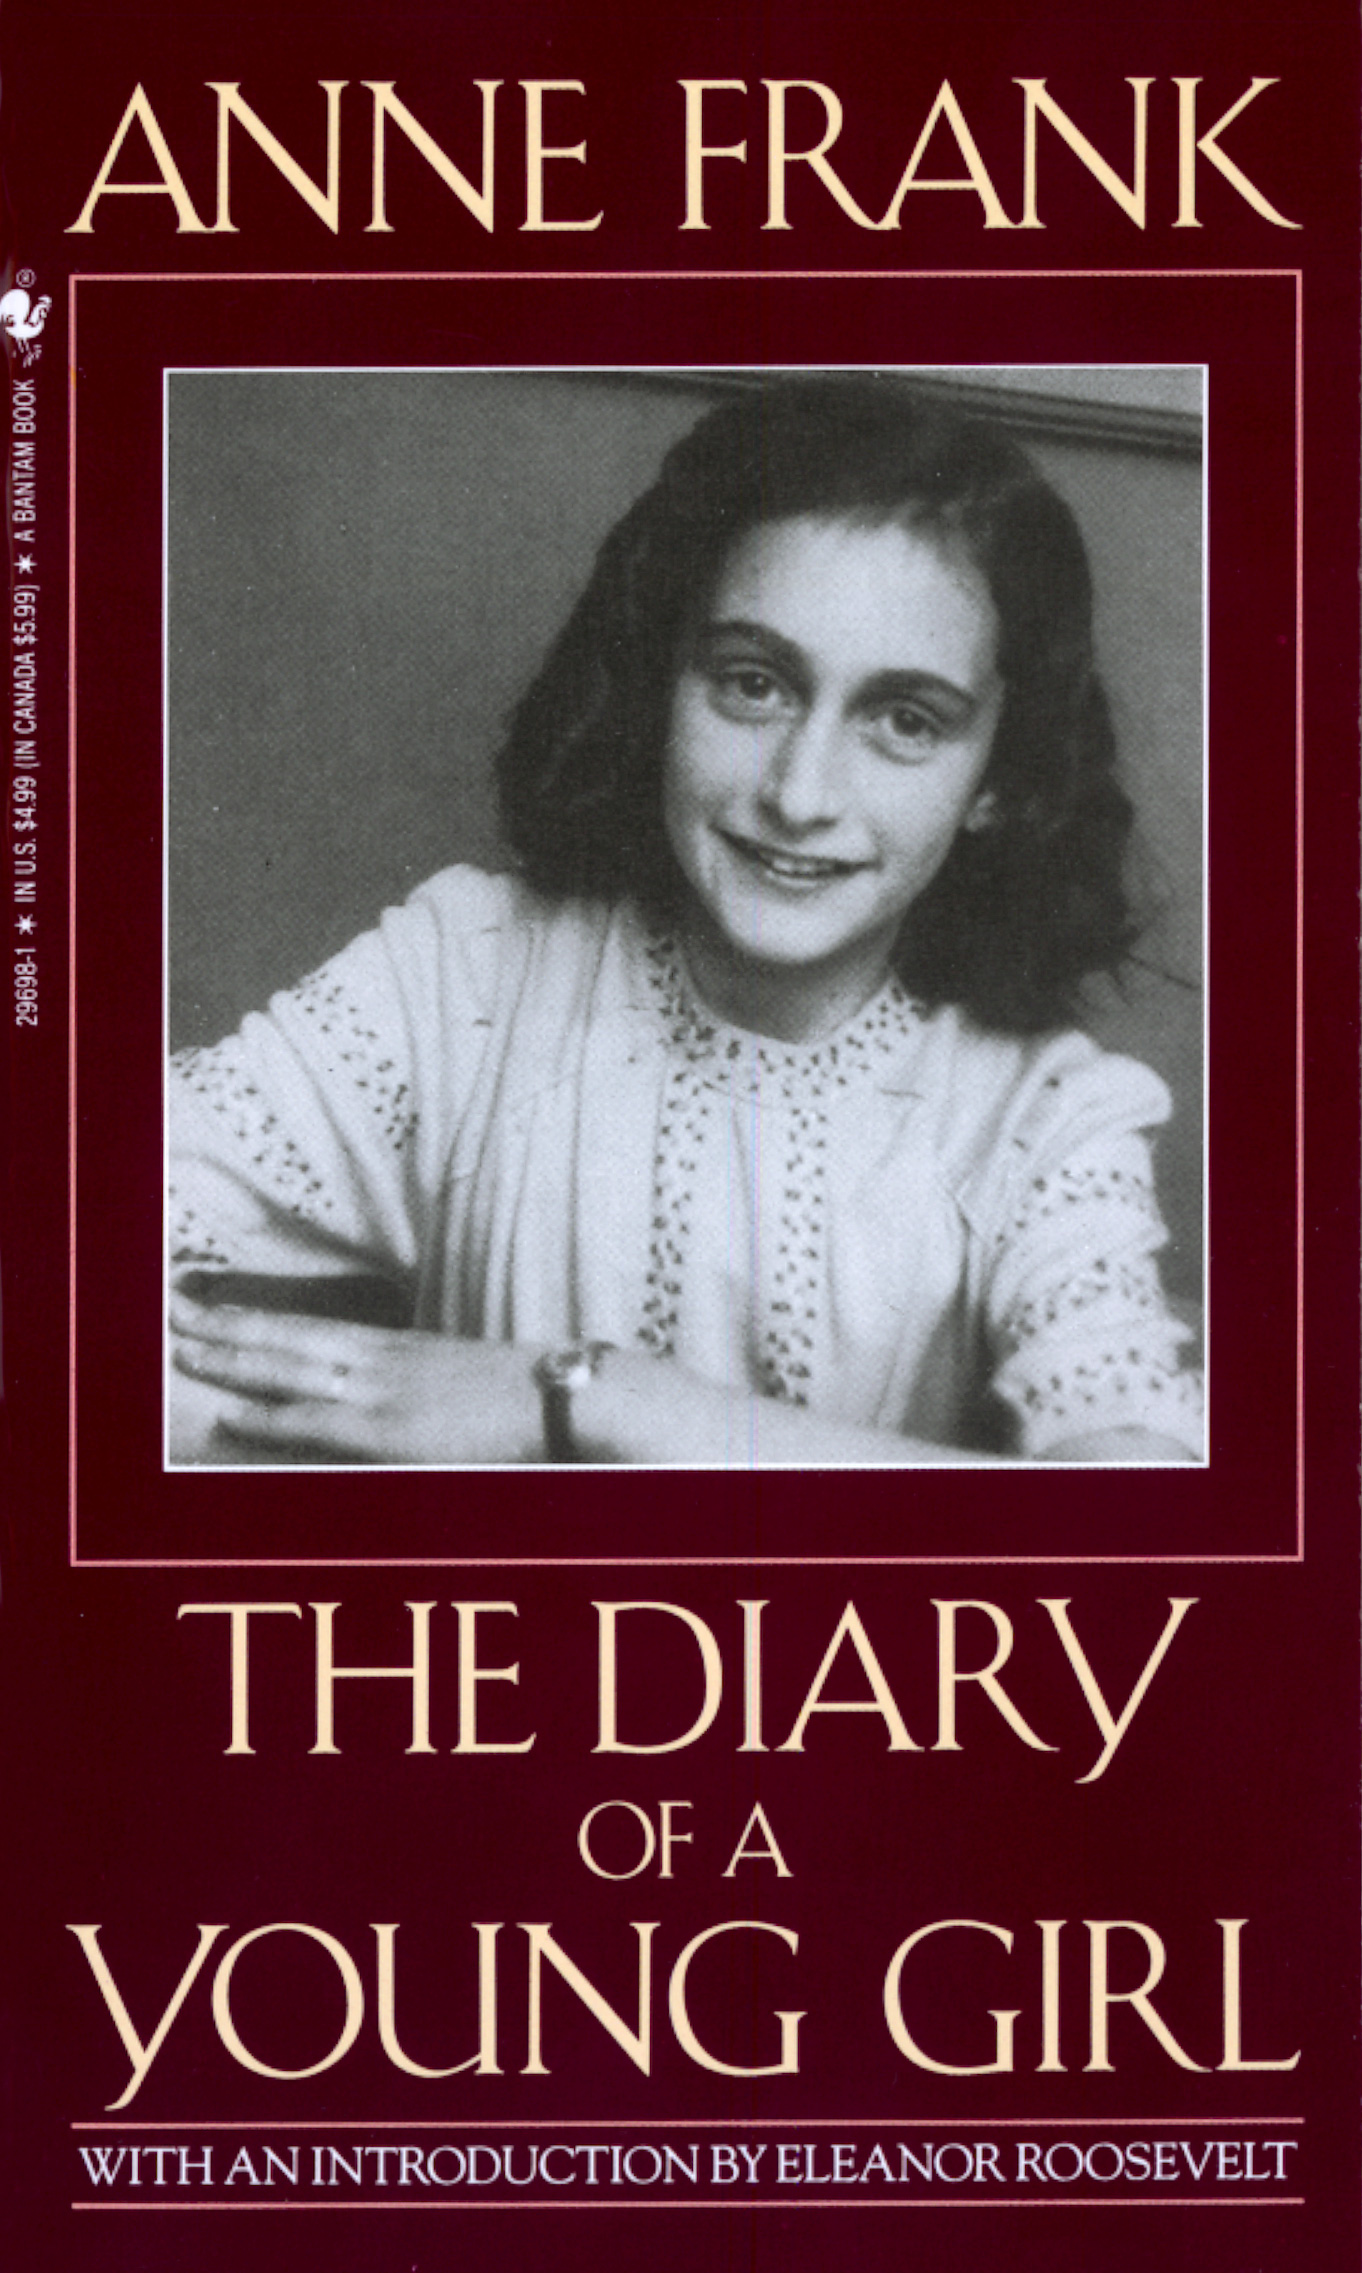 ANNE FRANK
29698-1 ★ IN U.S. $4.99 (IN CANADA $5.99) ★ A BANTAM BOOK ®
THE DIARY
OF A
YOUNG GIRL
WITH AN INTRODUCTION BY ELEANOR ROOSEVELT